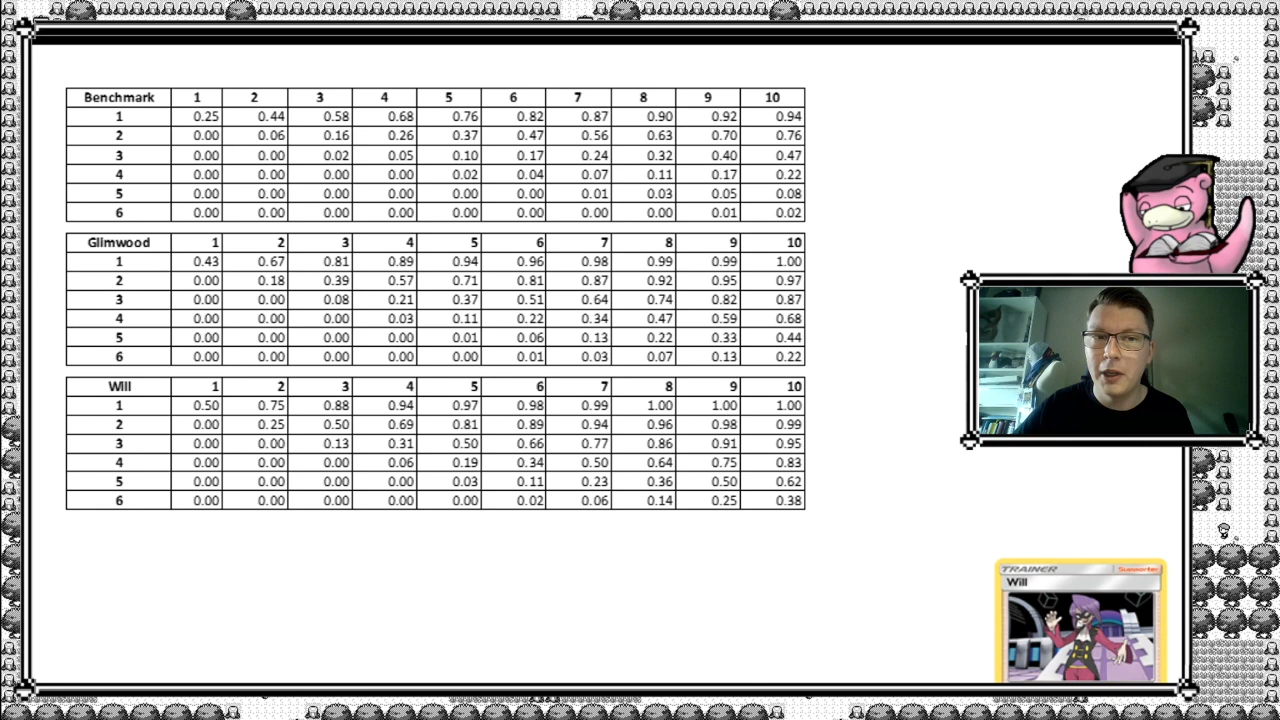 Benchmark 1 2 3 4 5 6 7 8 9 10
1 0.25 0.44 0.58 0.68 0.76 0.82 0.87 0.90 0.92 0.94
2 0.00 0.06 0.16 0.26 0.37 0.47 0.56 0.63 0.70 0.76
3 0.00 0.00 0.02 0.05 0.10 0.17 0.24 0.32 0.40 0.47
4 0.00 0.00 0.00 0.00 0.02 0.04 0.07 0.11 0.17 0.22
5 0.00 0.00 0.00 0.00 0.00 0.00 0.01 0.03 0.05 0.08
6 0.00 0.00 0.00 0.00 0.00 0.00 0.00 0.00 0.01 0.02
Glimwood 1 2 3 4 5 6 7 8 9 10
1 0.43 0.67 0.81 0.89 0.94 0.96 0.98 0.99 0.99 1.00
2 0.00 0.18 0.39 0.57 0.71 0.81 0.87 0.92 0.95 0.97
3 0.00 0.00 0.08 0.21 0.37 0.51 0.64 0.74 0.82 0.87
4 0.00 0.00 0.00 0.03 0.11 0.22 0.34 0.47 0.59 0.68
5 0.00 0.00 0.00 0.00 0.01 0.06 0.13 0.22 0.33 0.44
6 0.00 0.00 0.00 0.00 0.00 0.01 0.03 0.07 0.13 0.22
Will 1 2 3 4 5 6 7 8 9 10
1 0.50 0.75 0.88 0.94 0.97 0.98 0.99 1.00 1.00 1.00
2 0.00 0.25 0.50 0.69 0.81 0.89 0.94 0.96 0.98 0.99
3 0.00 0.00 0.13 0.31 0.50 0.66 0.77 0.86 0.91 0.95
4 0.00 0.00 0.00 0.06 0.19 0.34 0.50 0.64 0.75 0.83
5 0.00 0.00 0.00 0.00 0.03 0.11 0.23 0.36 0.50 0.62
6 0.00 0.00 0.00 0.00 0.00 0.02 0.06 0.14 0.25 0.38
TRAINER Supporter
Will